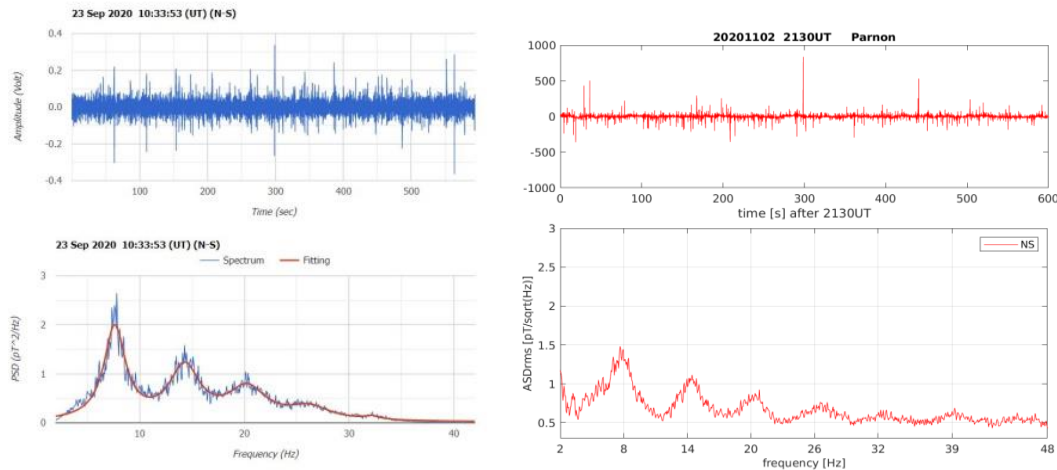 23 Sep 2020 10:33:53 (UT) (N-S)
0.4
0.2
0.0
-0.2
-0.4
Amplitude (Volt)
100 200 300 400 500
Time (sec)
20201102 2130UT Parnon
1000
500
0
-500
-1000
0 100 200 300 400 500 600
time [s] after 2130UT
23 Sep 2020 10:33:53 (UT) (N-S)
Spectrum Fitting
3
2
1
0
PSD (pT^2/Hz)
10 20 30 40
Frequency (Hz)
NS
3
2.5
2
1.5
1
0.5
ASDrms [pT/sqrt(Hz)]
2 8 14 20 26 33 39 48
frequency [Hz]